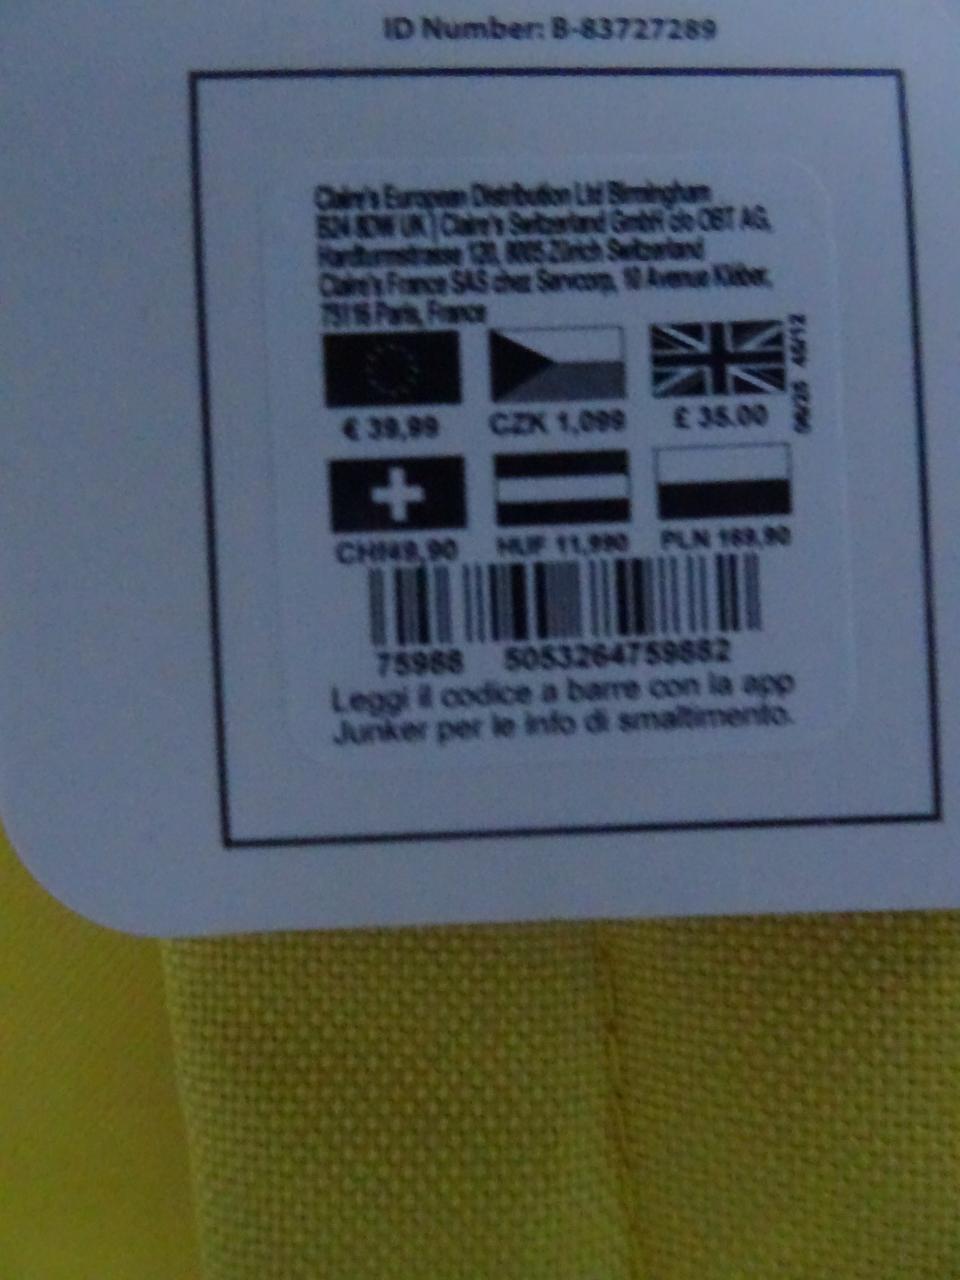 ID Number: B-83727289
Claire's European Distribution Ltd Birmingham
B24 8DW UK | Claire's Switzerland GmbH c/o OBT AG,
Hardturmstrasse 120, 8005 Zürich Switzerland
Claire's France SAS chez Servcorp, 10 Avenue Kléber,
75116 Paris, France
€ 39,99 CZK 1,099 £ 35.00
CHF49,90 HUF 11,990 PLN 169,90
75988 5053264759882
Leggi il codice a barre con la app
Junker per le info di smaltimento.